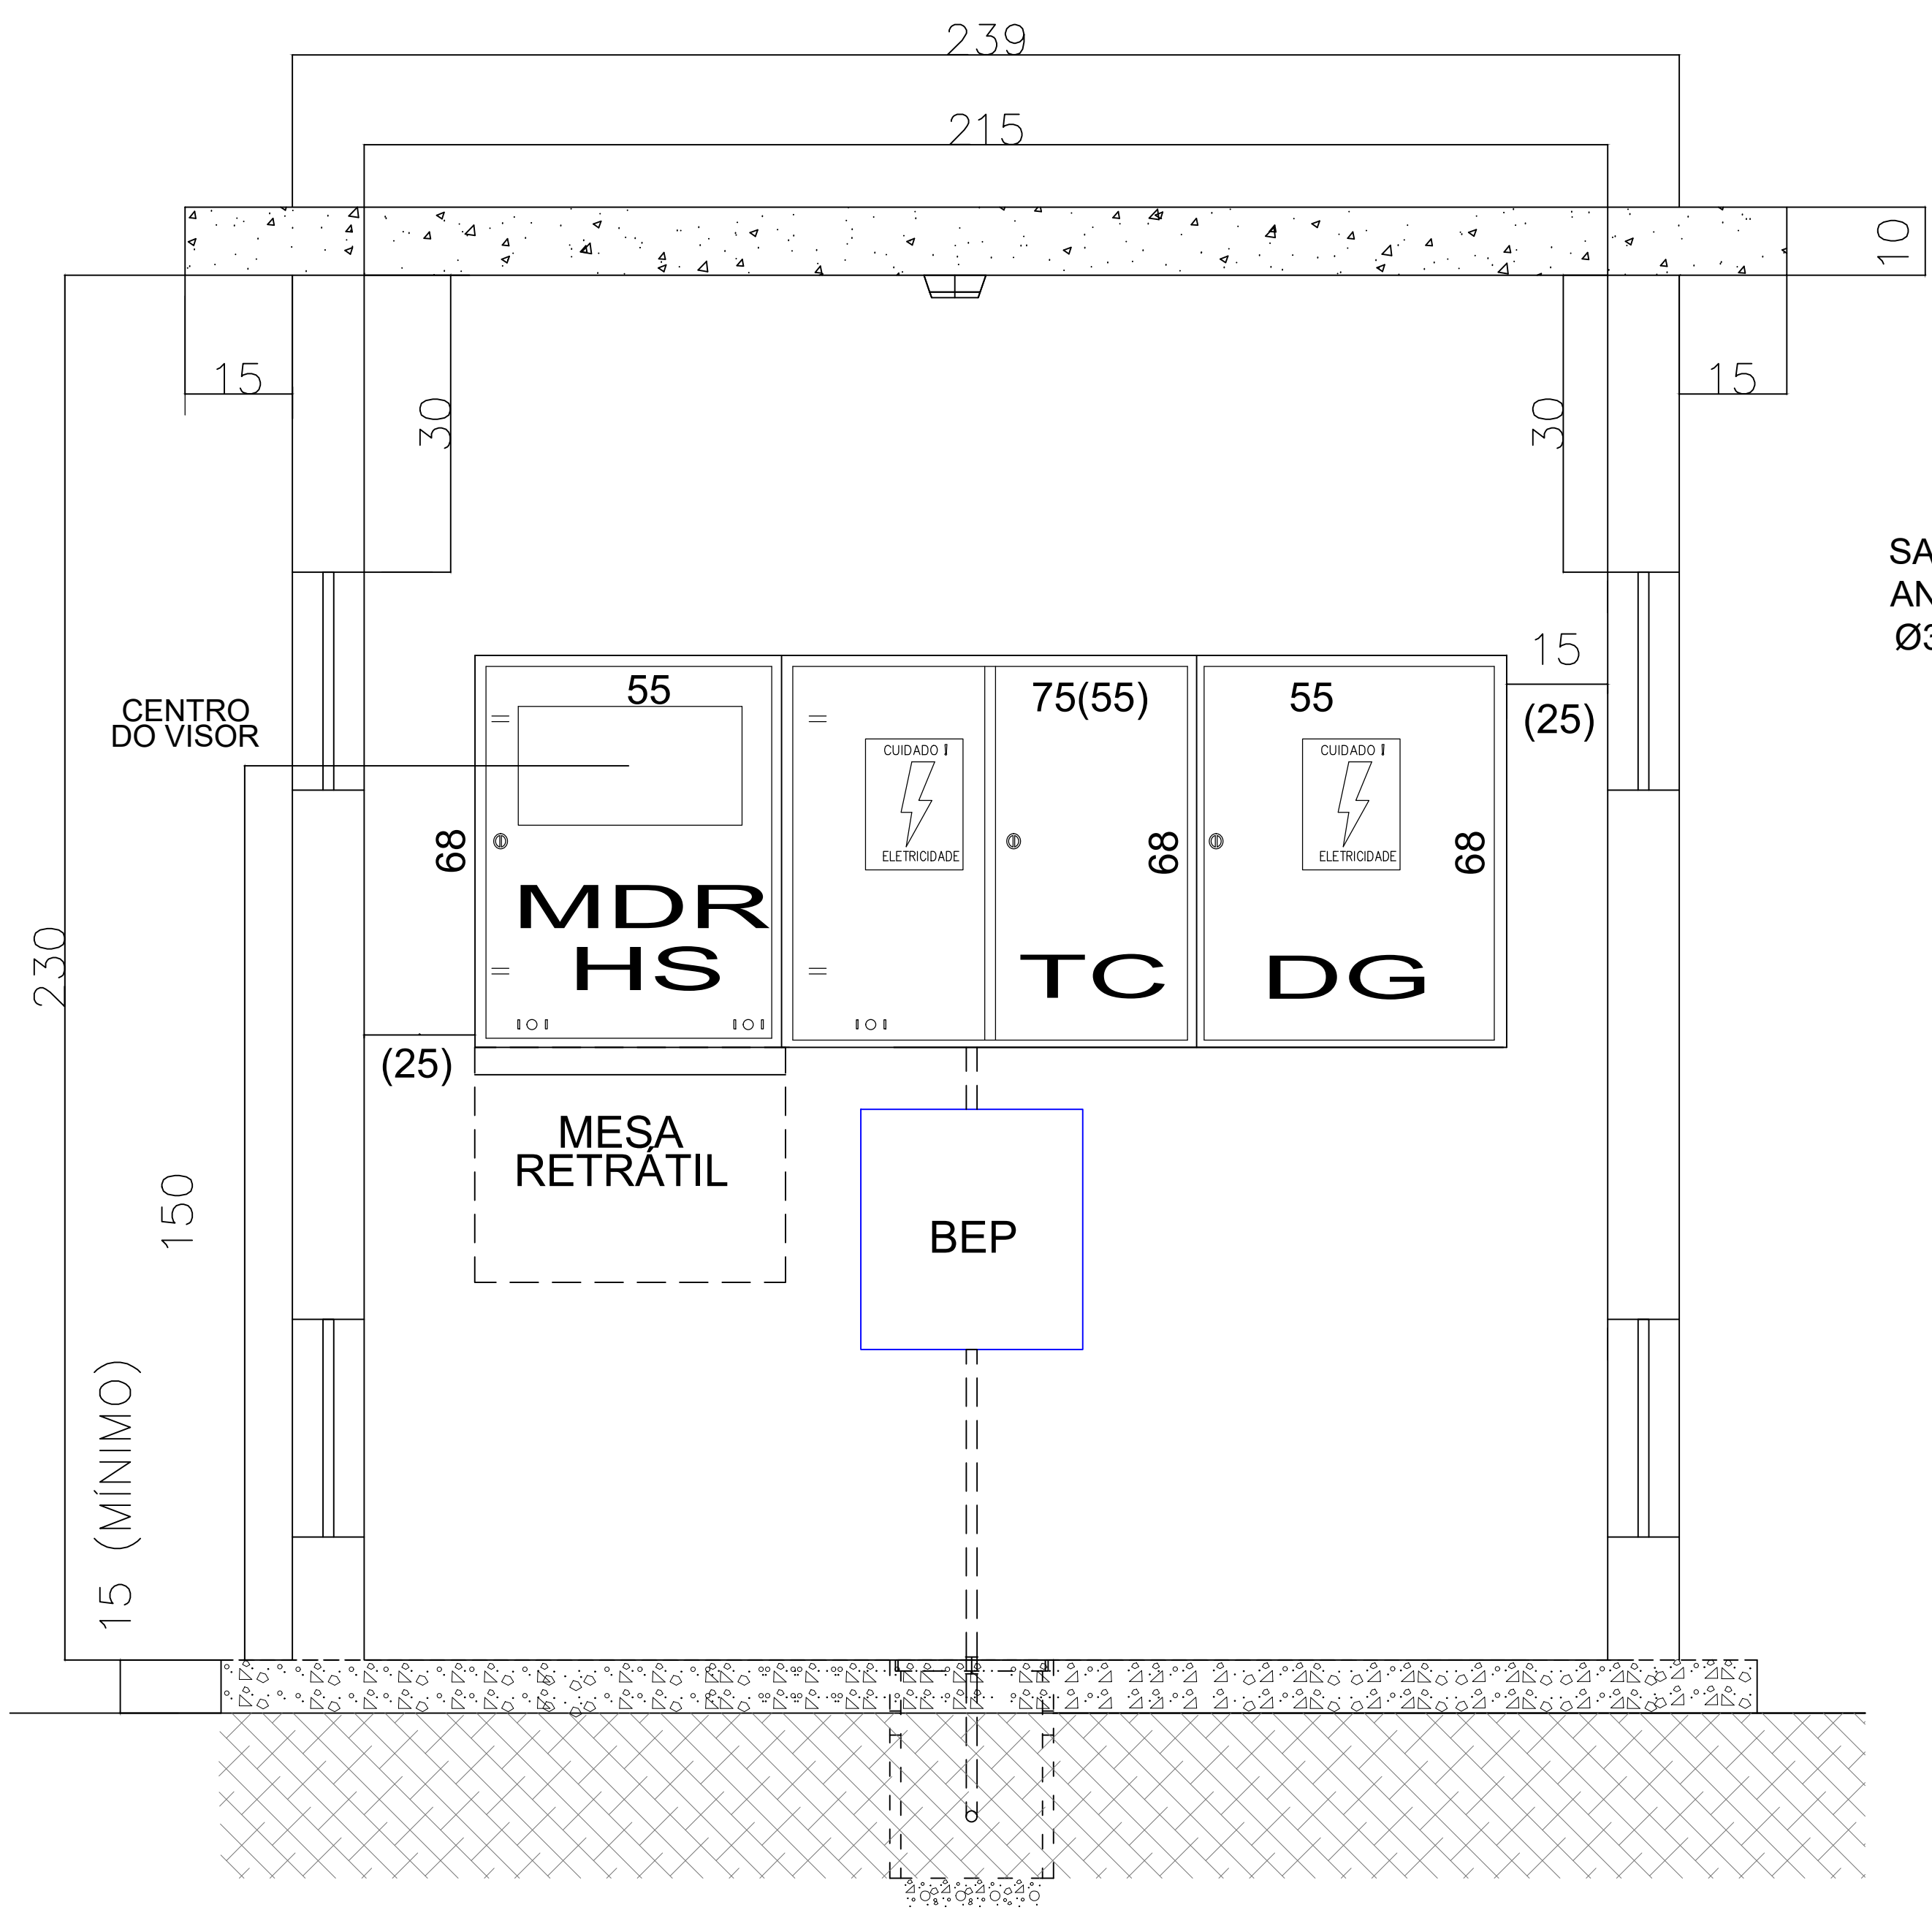 239
215
10
15
30
30
15
SA
AN
Ø3
15
(25)
CENTRO
DO VISOR
55
75(55)
55
CUIDADO !
ELETRICIDADE
CUIDADO !
ELETRICIDADE
68
68
68
MDR
HS
TC
DG
230
(25)
MESA
RETRÁTIL
150
BEP
15 (MÍNIMO)